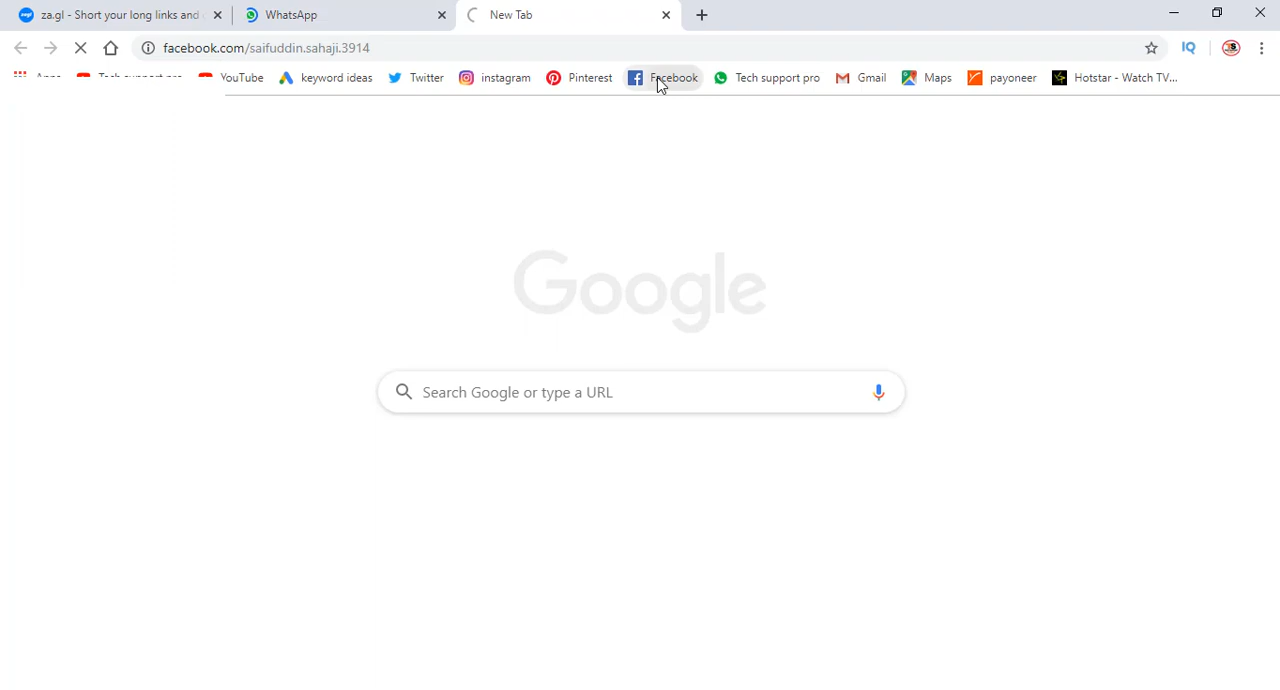 za.gl - Short your long links and
WhatsApp
New Tab
facebook.com/saifuddin.sahaji.3914
IQ
Apps
Tech support pro
YouTube
keyword ideas
Twitter
instagram
Pinterest
Facebook
Tech support pro
Gmail
Maps
payoneer
Hotstar - Watch TV...
Google
Search Google or type a URL